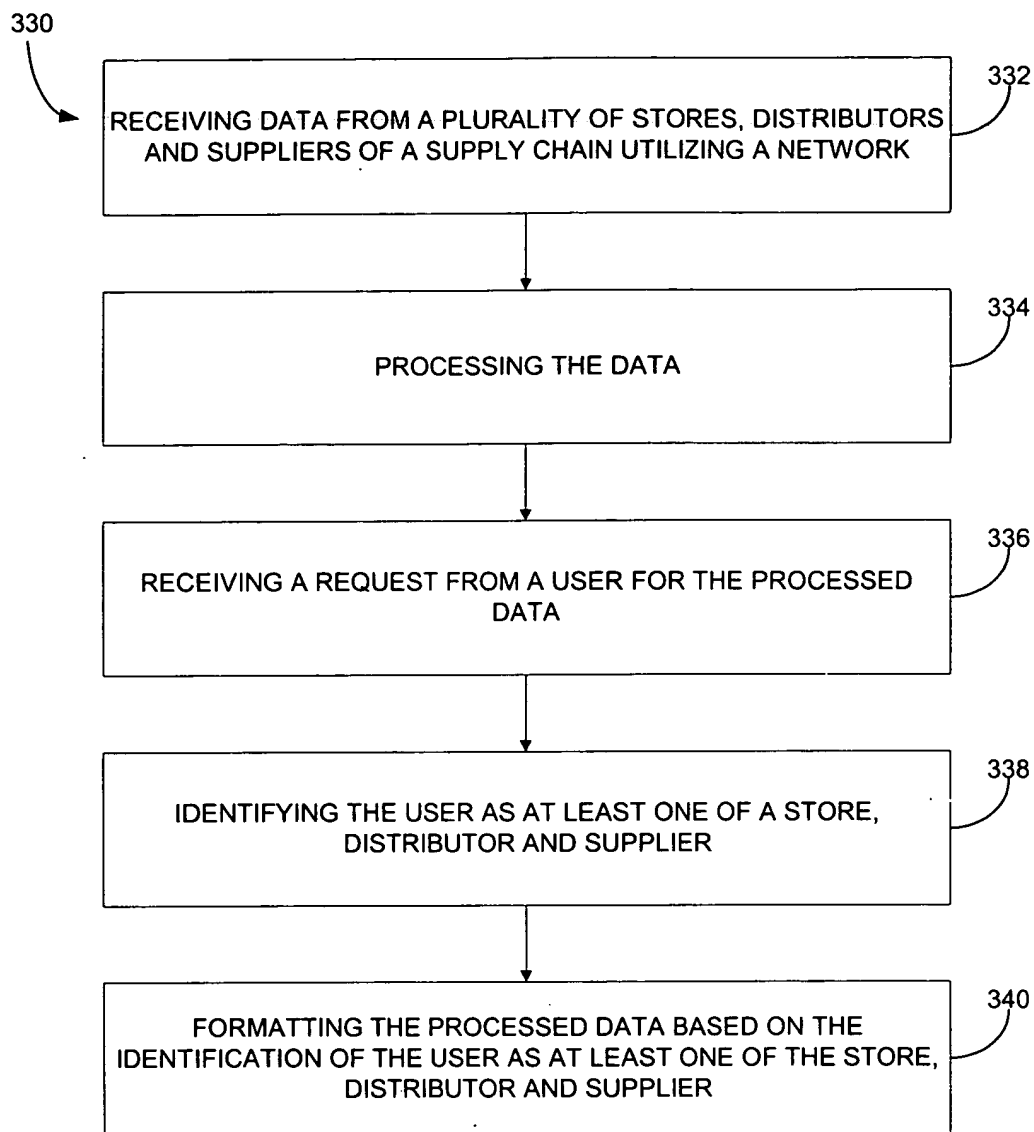 330
332
RECEIVING DATA FROM A PLURALITY OF STORES, DISTRIBUTORS
AND SUPPLIERS OF A SUPPLY CHAIN UTILIZING A NETWORK
334
PROCESSING THE DATA
336
RECEIVING A REQUEST FROM A USER FOR THE PROCESSED
DATA
338
IDENTIFYING THE USER AS AT LEAST ONE OF A STORE,
DISTRIBUTOR AND SUPPLIER
340
FORMATTING THE PROCESSED DATA BASED ON THE
IDENTIFICATION OF THE USER AS AT LEAST ONE OF THE STORE,
DISTRIBUTOR AND SUPPLIER